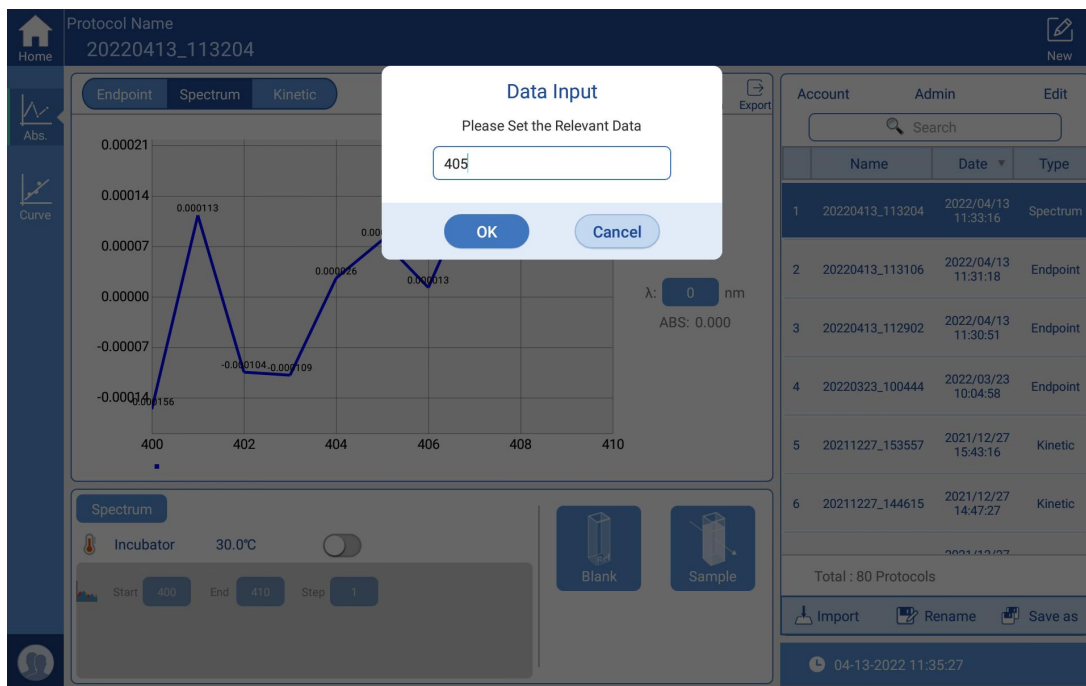 Protocol Name
20220413_113204
Home
New
Abs.
Curve
Endpoint Spectrum Kinetic
Export
Data Input
Please Set the Relevant Data
405
OK Cancel
0.00021
0.00014
0.00007
0.00000
-0.00007
-0.00014
0.000113
0.000026
0.000013
-0.000104
-0.000109
400 402 404 406 408 410
λ: 0 nm
ABS: 0.000
Spectrum
Incubator 30.0°C
Start 400 End 410 Step 1
Blank
Sample
Account Admin Edit
Search
Name Date Type
1 20220413_113204 2022/04/13 11:33:16 Spectrum
2 20220413_113106 2022/04/13 11:31:18 Endpoint
3 20220413_112902 2022/04/13 11:30:51 Endpoint
4 20220323_100444 2022/03/23 10:04:58 Endpoint
5 20211227_153557 2021/12/27 15:43:16 Kinetic
6 20211227_144615 2021/12/27 14:47:27 Kinetic
Total : 80 Protocols
Import Rename Save as
04-13-2022 11:35:27